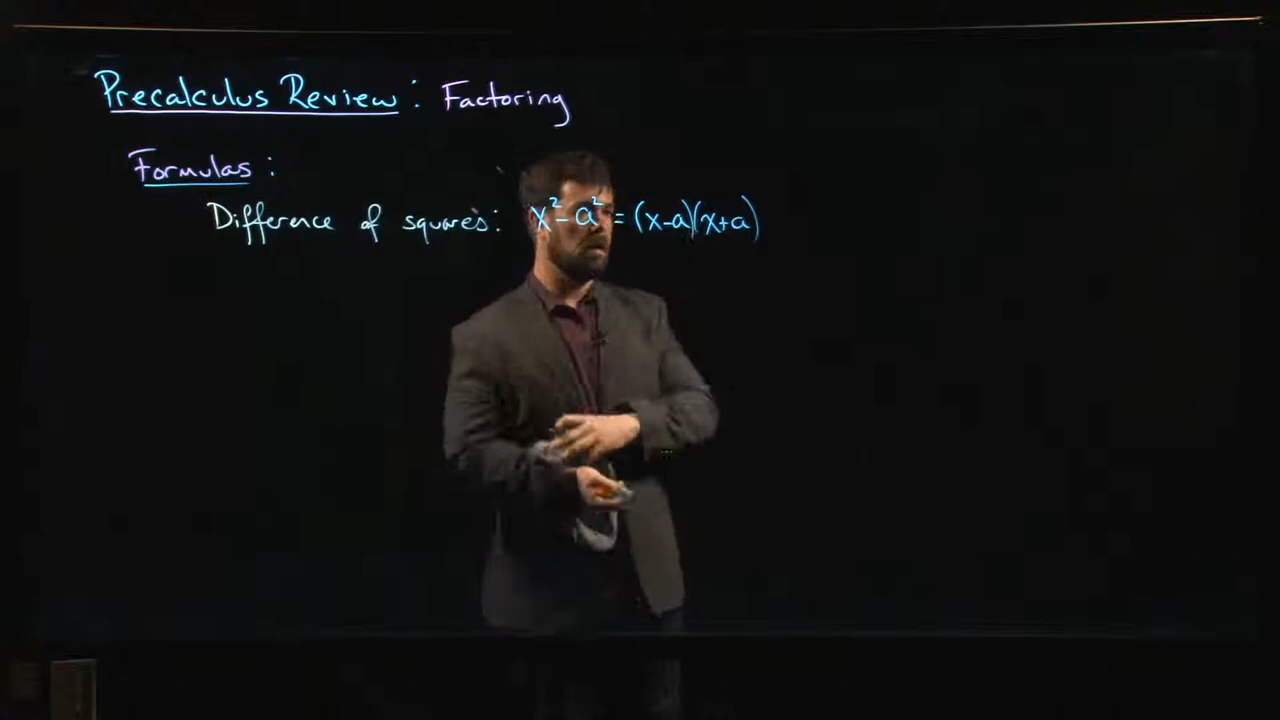 Precalculus Review: Factoring
Formulas:
Difference of squares: x²-a² = (x-a)(x+a)